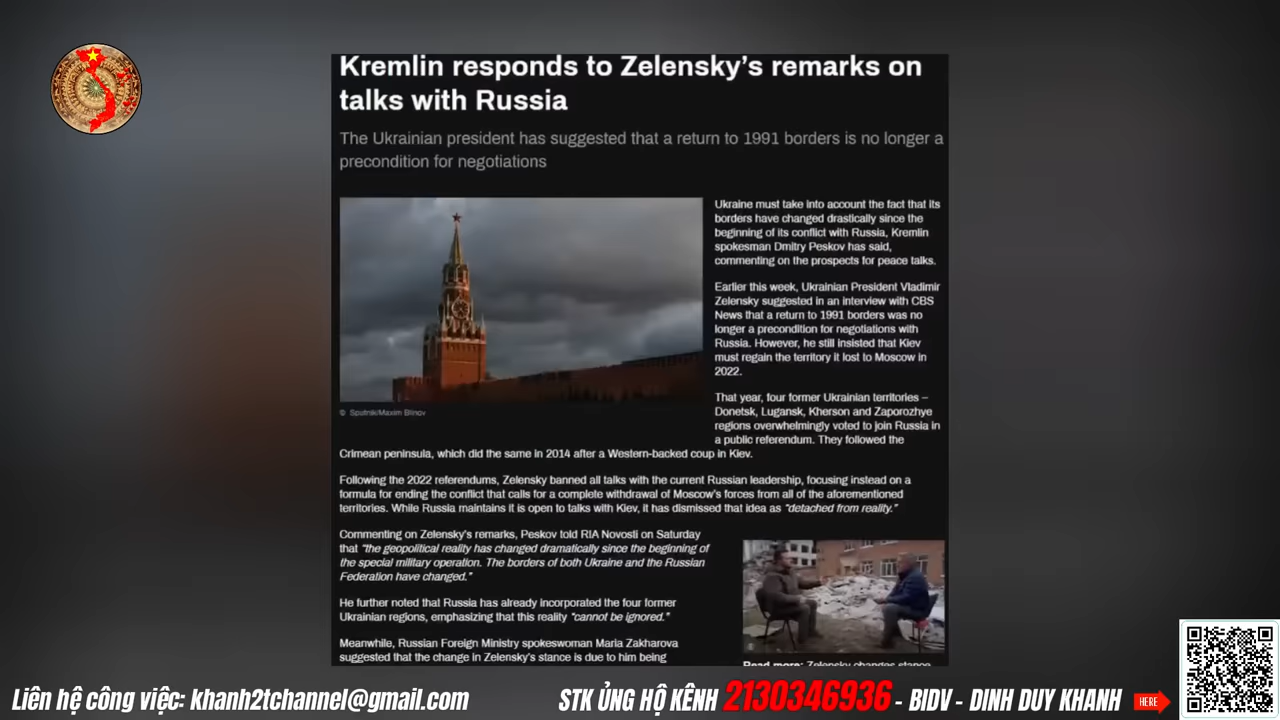 Kremlin responds to Zelensky’s remarks on
talks with Russia
The Ukrainian president has suggested that a return to 1991 borders is no longer a
precondition for negotiations
© Sputnik/Maxim Blinov
Ukraine must take into account the fact that its
borders have changed drastically since the
beginning of its conflict with Russia, Kremlin
spokesman Dmitry Peskov has said,
commenting on the prospects for peace talks.
Earlier this week, Ukrainian President Vladimir
Zelensky suggested in an interview with CBS
News that a return to 1991 borders was no
longer a precondition for negotiations with
Russia. However, he still insisted that Kiev
must regain the territory it lost to Moscow in
2022.
That year, four former Ukrainian territories –
Donetsk, Lugansk, Kherson and Zaporozhye
regions overwhelmingly voted to join Russia in
a public referendum. They followed the
Crimean peninsula, which did the same in 2014 after a Western-backed coup in Kiev.
Following the 2022 referendums, Zelensky banned all talks with the current Russian leadership, focusing instead on a
formula for ending the conflict that calls for a complete withdrawal of Moscow’s forces from all of the aforementioned
territories. While Russia maintains it is open to talks with Kiev, it has dismissed that idea as “detached from reality.”
Commenting on Zelensky’s remarks, Peskov told RIA Novosti on Saturday
that “the geopolitical reality has changed dramatically since the beginning of
the special military operation. The borders of both Ukraine and the Russian
Federation have changed.”
He further noted that Russia has already incorporated the four former
Ukrainian regions, emphasizing that this reality “cannot be ignored.”
Meanwhile, Russian Foreign Ministry spokeswoman Maria Zakharova
suggested that the change in Zelensky’s stance is due to him being
Read more: Zelensky changes stance
Liên hệ công việc: khanh2tchannel@gmail.com
STK ỦNG HỘ KÊNH 2130346936 - BIDV - DINH DUY KHANH
HERE